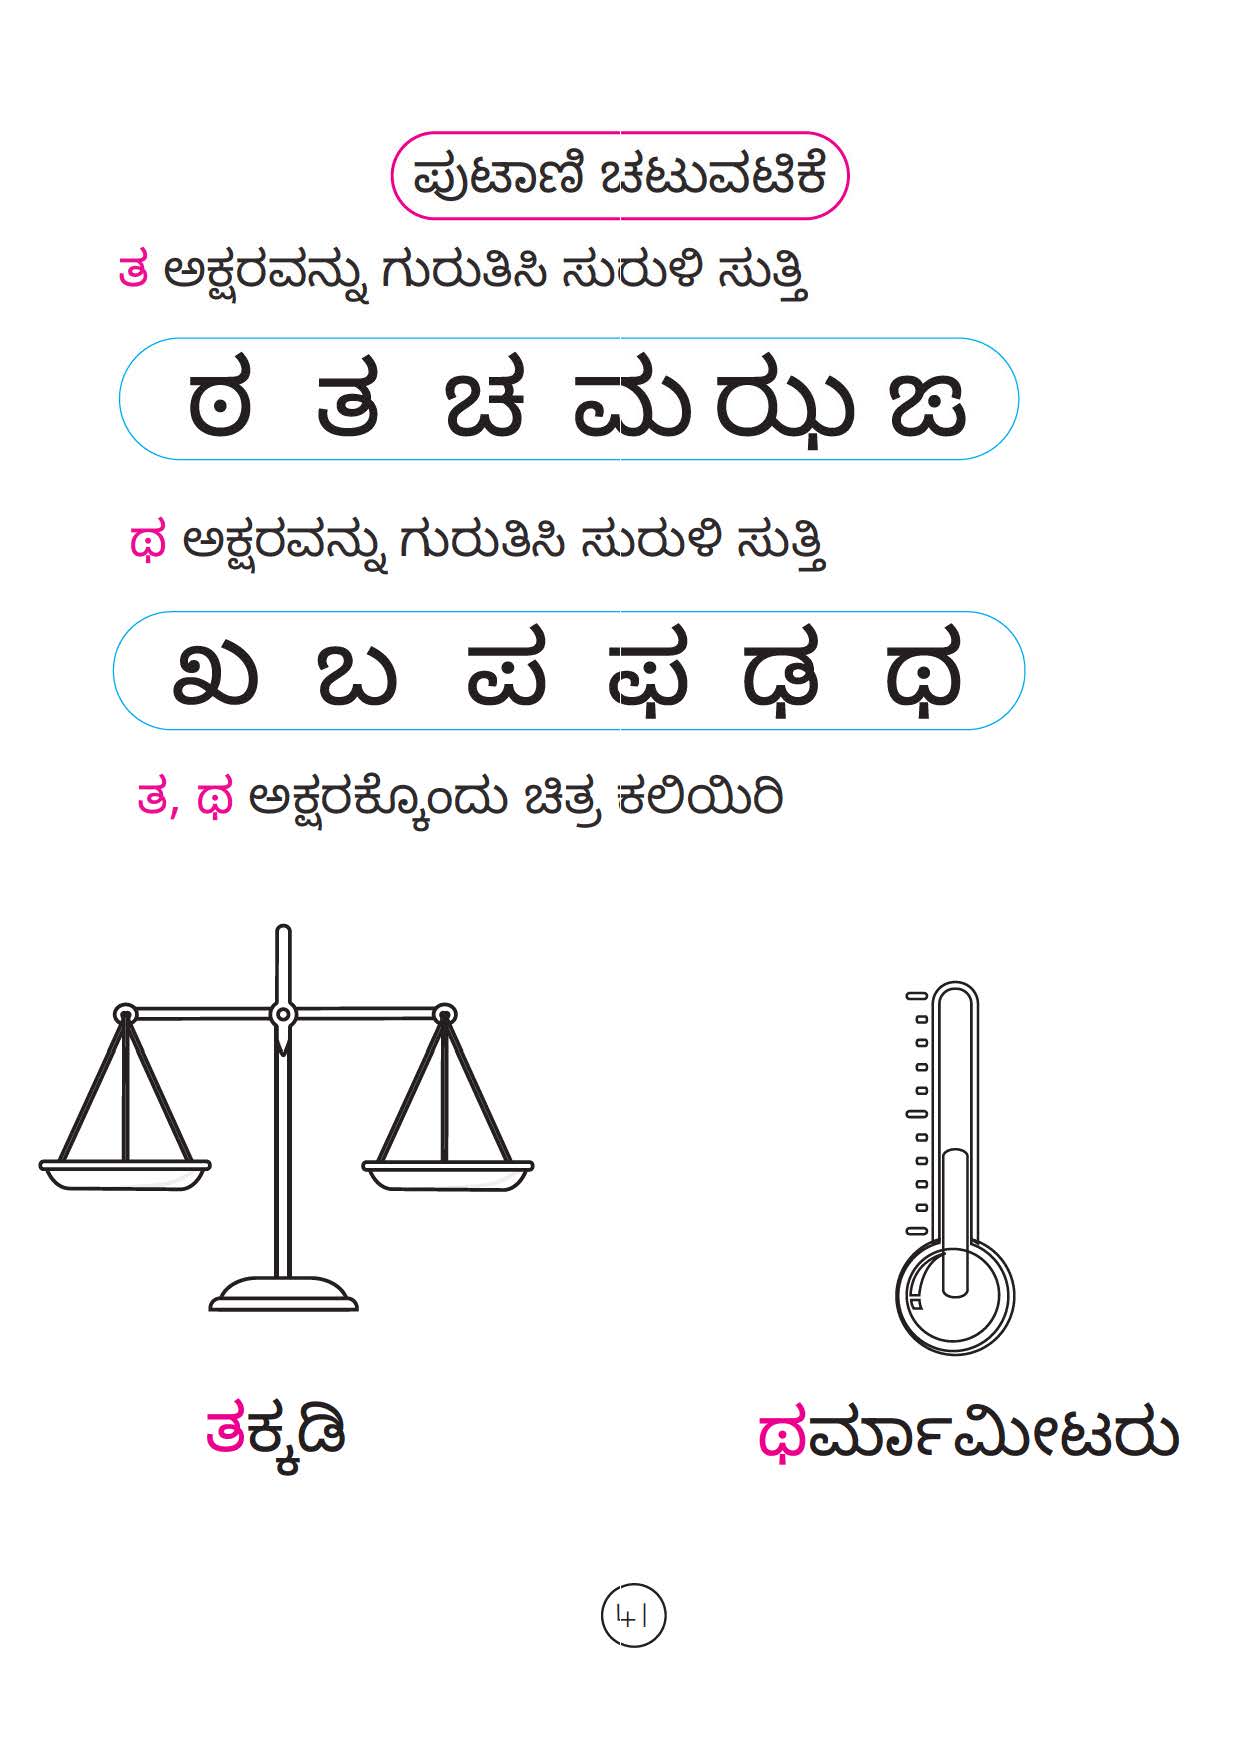 ಪುಟಾಣಿ ಚಟುವಟಿಕೆ
ತ ಅಕ್ಷರವನ್ನು ಗುರುತಿಸಿ ಸುರುಳಿ ಸುತ್ತಿ
ಠ ತ ಚ ಮ ಝ ಙ
ಥ ಅಕ್ಷರವನ್ನು ಗುರುತಿಸಿ ಸುರುಳಿ ಸುತ್ತಿ
ಖ ಬ ಪ ಫ ಢ ಥ
ತ, ಥ ಅಕ್ಷರಕ್ಕೊಂದು ಚಿತ್ರ ಕಲಿಯಿರಿ
ತಕ್ಕಡಿ ಥರ್ಮಾಮೀಟರು
41